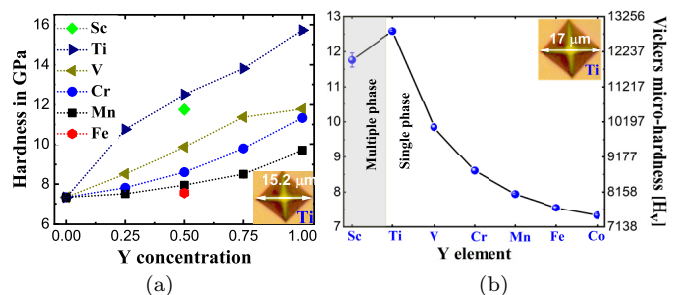 (a)
Sc
Ti
V
Cr
Mn
Fe
Hardness in GPa
16
14
12
10
8
6
0.00 0.25 0.50 0.75 1.00
Y concentration
15.2 μm
Ti
(a)
b)
13
12
11
10
9
8
7
Multiple phase
Single phase
17 μm
Ti
13256
12237
11217
10197
9177
8158
7138
Vickers micro-hardness [Hᵥ]
Sc Ti V Cr Mn Fe Co
Y element
(b)